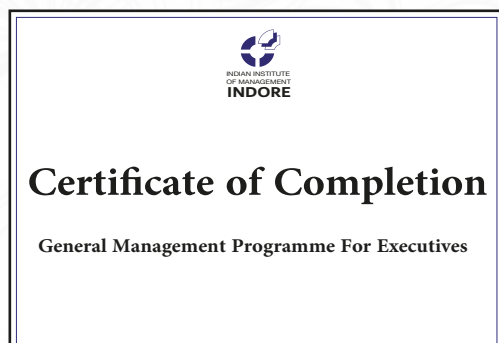 INDIAN INSTITUTE
OF MANAGEMENT
INDORE
Certificate of Completion
General Management Programme For Executives